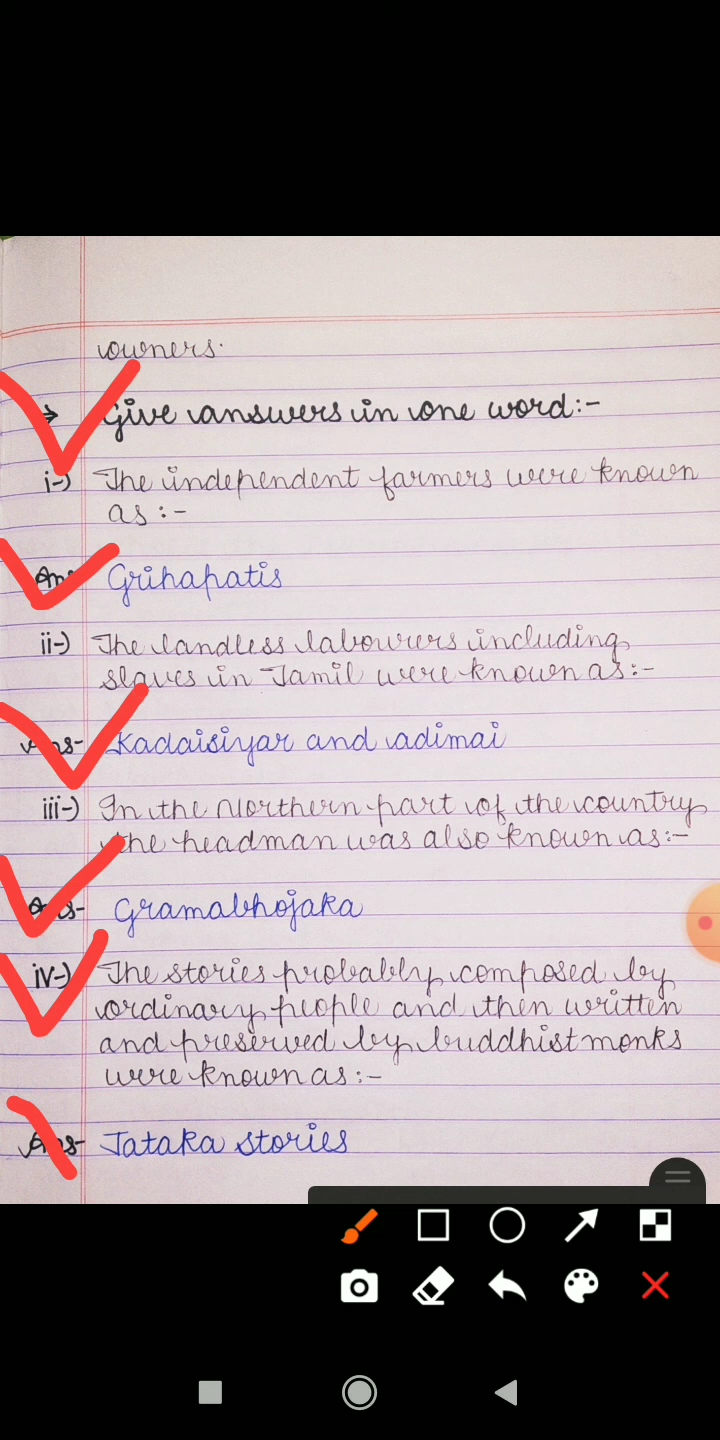 owners.
→ Give answers in one word:-
i-) The independent farmers were known
as:-
Ans- Grihapatis
ii-) The landless labourers including
slaves in Tamil were known as:-
Ans- Kadaisiyar and adimai
iii-) In the Northern part of the country
the headman was also known as:-
Ans- Gramabhojaka
iv-) The stories probably composed by
ordinary people and then written
and preserved by buddhist monks
were known as:-
Ans- Jataka stories